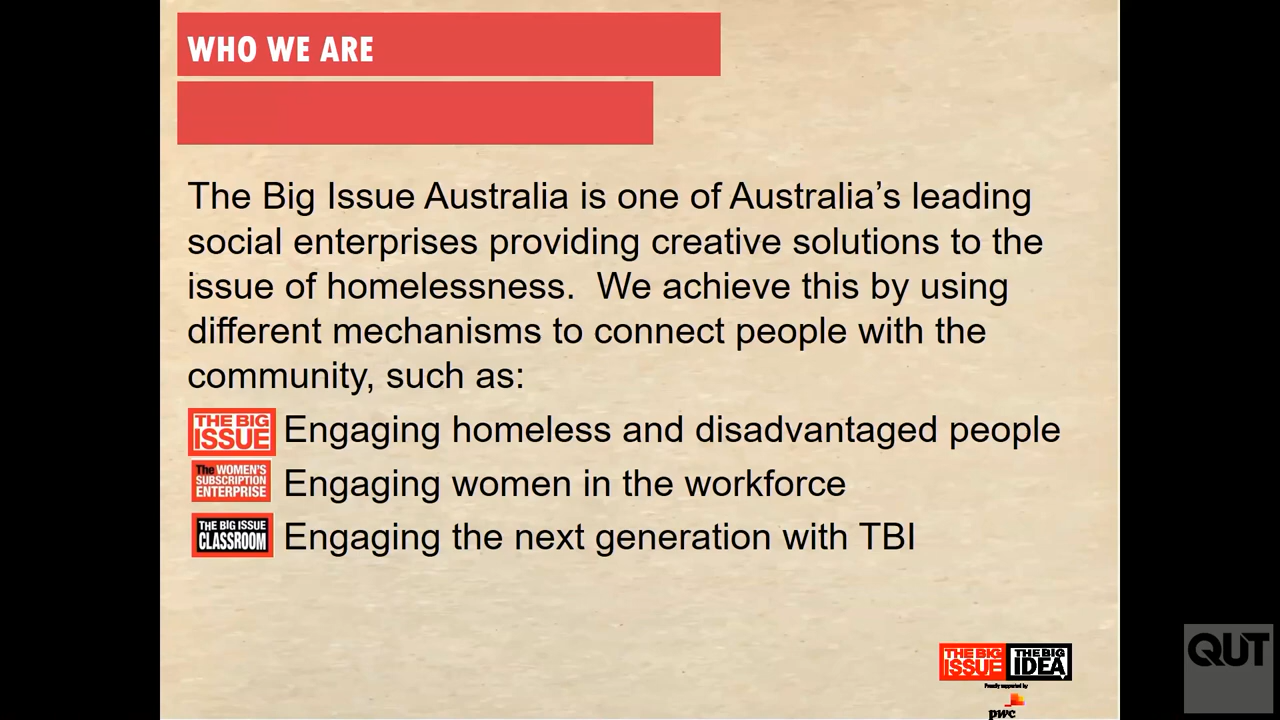 WHO WE ARE
The Big Issue Australia is one of Australia’s leading
social enterprises providing creative solutions to the
issue of homelessness.  We achieve this by using
different mechanisms to connect people with the
community, such as:
THE BIG
ISSUE
Engaging homeless and disadvantaged people
The WOMEN'S
SUBSCRIPTION
ENTERPRISE
Engaging women in the workforce
THE BIG ISSUE
CLASSROOM
Engaging the next generation with TBI
THE BIG
ISSUE
THE BIG
IDEA
Proudly supported by
pwc
QUT